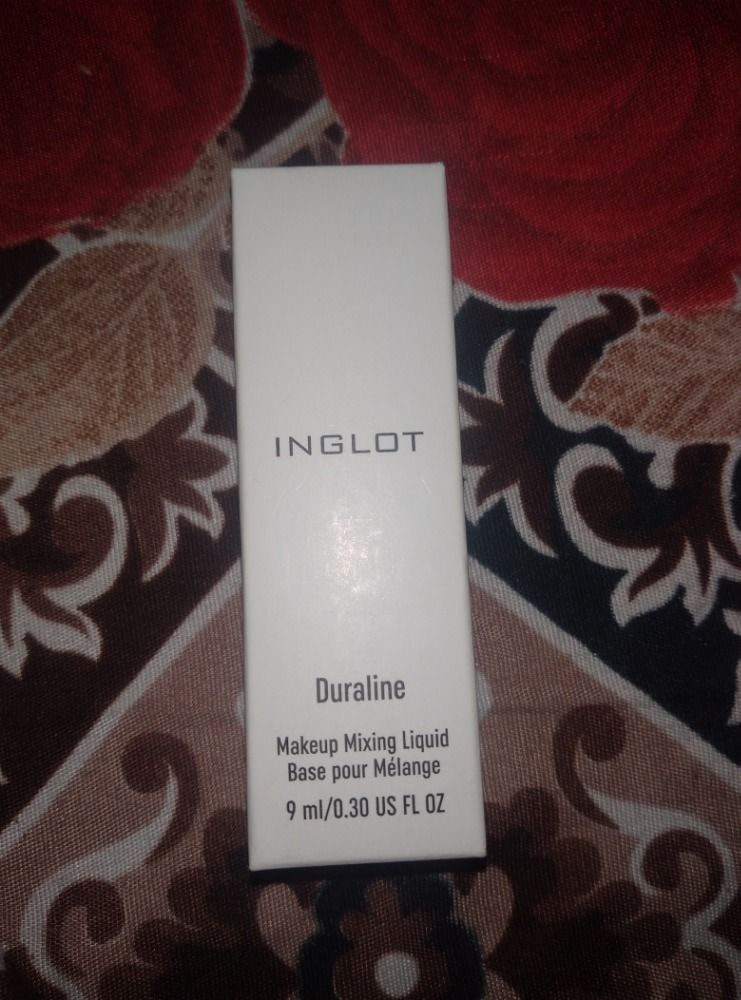 INGLOT
Duraline
Makeup Mixing Liquid
Base pour Mélange
9 ml/0.30 US FL OZ